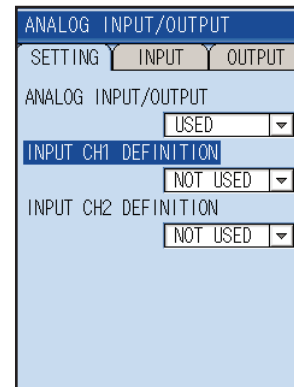 ANALOG INPUT/OUTPUT
SETTING INPUT OUTPUT
ANALOG INPUT/OUTPUT
USED
INPUT CH1 DEFINITION
NOT USED
INPUT CH2 DEFINITION
NOT USED